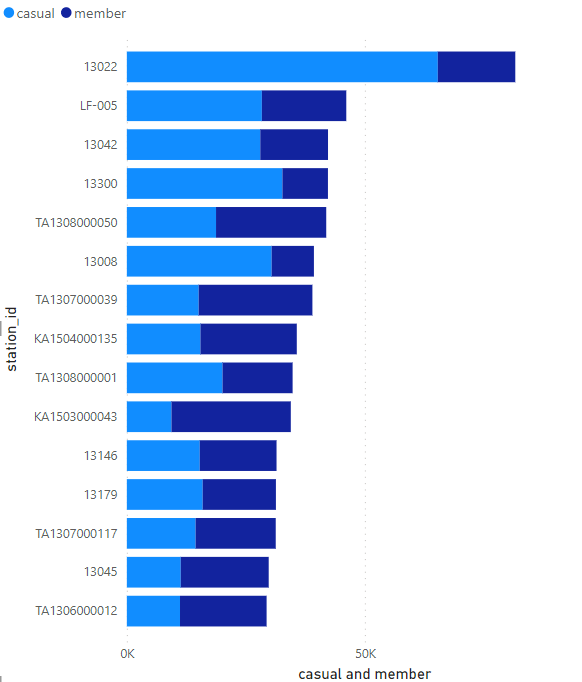 casual member
13022
LF-005
13042
13300
TA1308000050
13008
TA1307000039
KA1504000135
TA1308000001
KA1503000043
13146
13179
TA1307000117
13045
TA1306000012
station_id
0K 50K
casual and member